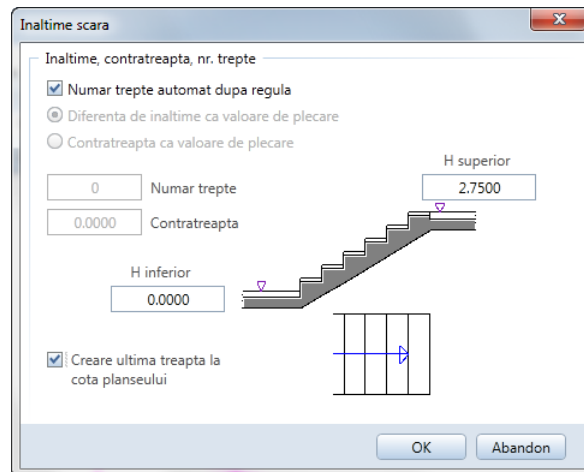 Inaltime scara
Inaltime, contratreapta, nr. trepte
Numar trepte automat dupa regula
Diferenta de inaltime ca valoare de plecare
Contratreapta ca valoare de plecare
H superior
2.7500
0 Numar trepte
0.0000 Contratreapta
H inferior
0.0000
Creare ultima treapta la
cota planseului
OK Abandon